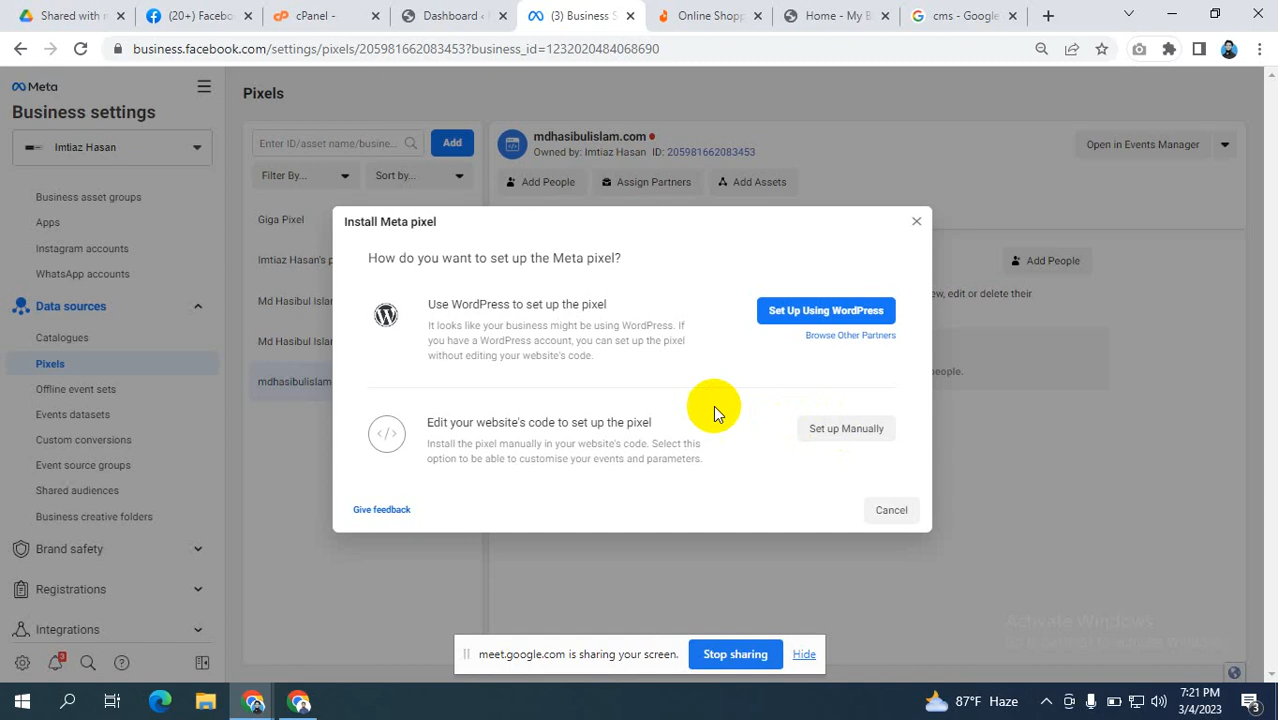 Shared with m
(20+) Faceboo
cPanel -
Dashboard ‹
(3) Business S
Online Shopp
Home - My B
cms - Google
business.facebook.com/settings/pixels/205981662083453?business_id=1232020484068690
Meta
Business settings
Imtiaz Hasan
Business asset groups
Apps
Instagram accounts
WhatsApp accounts
Data sources
Catalogues
Pixels
Offline event sets
Events datasets
Custom conversions
Event source groups
Shared audiences
Business creative folders
Brand safety
Registrations
Integrations
3
Pixels
Enter ID/asset name/busine...
Add
Filter By...
Sort by...
Giga Pixel
Imtiaz Hasan's p
Md Hasibul Islan
Md Hasibul Islan
mdhasibulislam
mdhasibulislam.com
Owned by: Imtiaz Hasan ID: 205981662083453
Open in Events Manager
Add People
Assign Partners
Add Assets
Add People
ew, edit or delete their
eople.
Install Meta pixel
How do you want to set up the Meta pixel?
Use WordPress to set up the pixel
It looks like your business might be using WordPress. If
you have a WordPress account, you can set up the pixel
without editing your website's code.
Set Up Using WordPress
Browse Other Partners
Edit your website's code to set up the pixel
Install the pixel manually in your website's code. Select this
option to be able to customise your events and parameters.
Set up Manually
Give feedback
Cancel
Activate Windows
meet.google.com is sharing your screen.
Stop sharing
Hide
87°F Haze
7:21 PM
3/4/2023
3